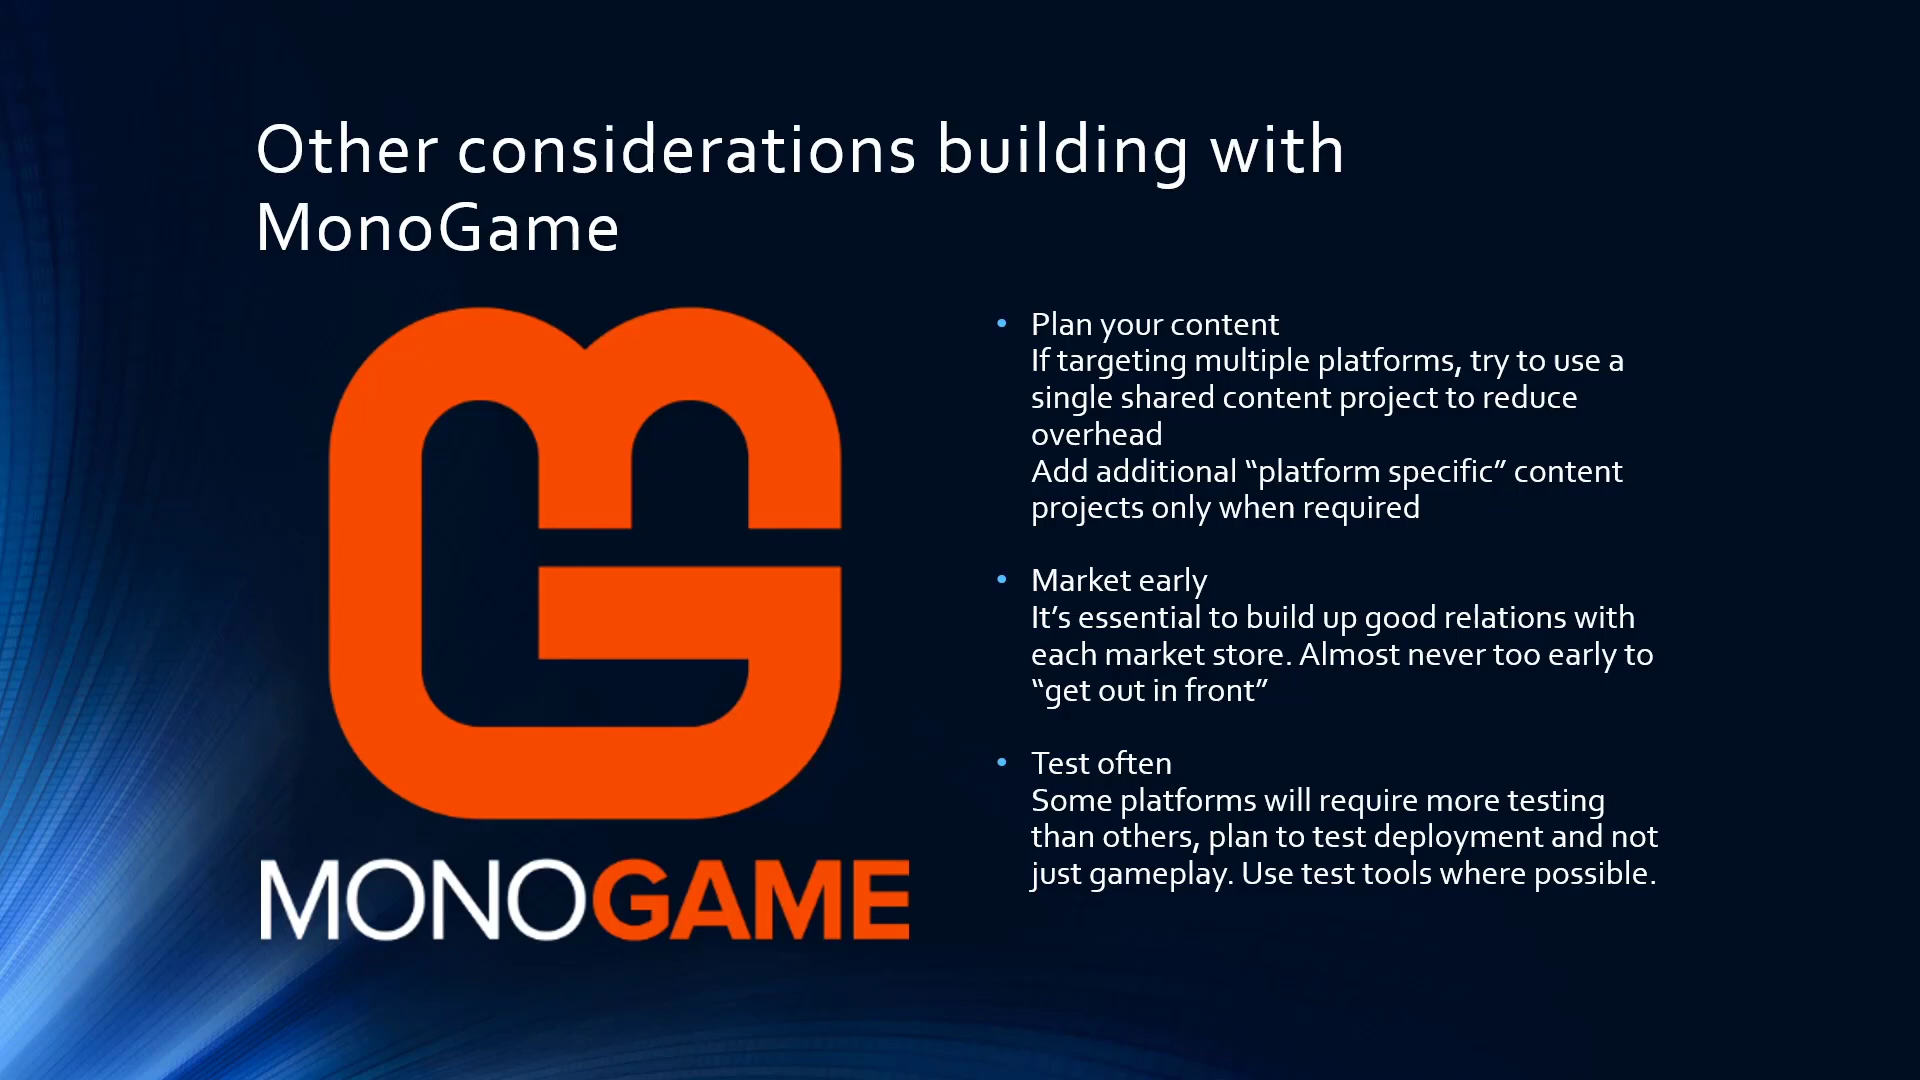 Other considerations building with
MonoGame
MONOGAME
• Plan your content
If targeting multiple platforms, try to use a
single shared content project to reduce
overhead
Add additional “platform specific” content
projects only when required
• Market early
It’s essential to build up good relations with
each market store. Almost never too early to
“get out in front”
• Test often
Some platforms will require more testing
than others, plan to test deployment and not
just gameplay. Use test tools where possible.